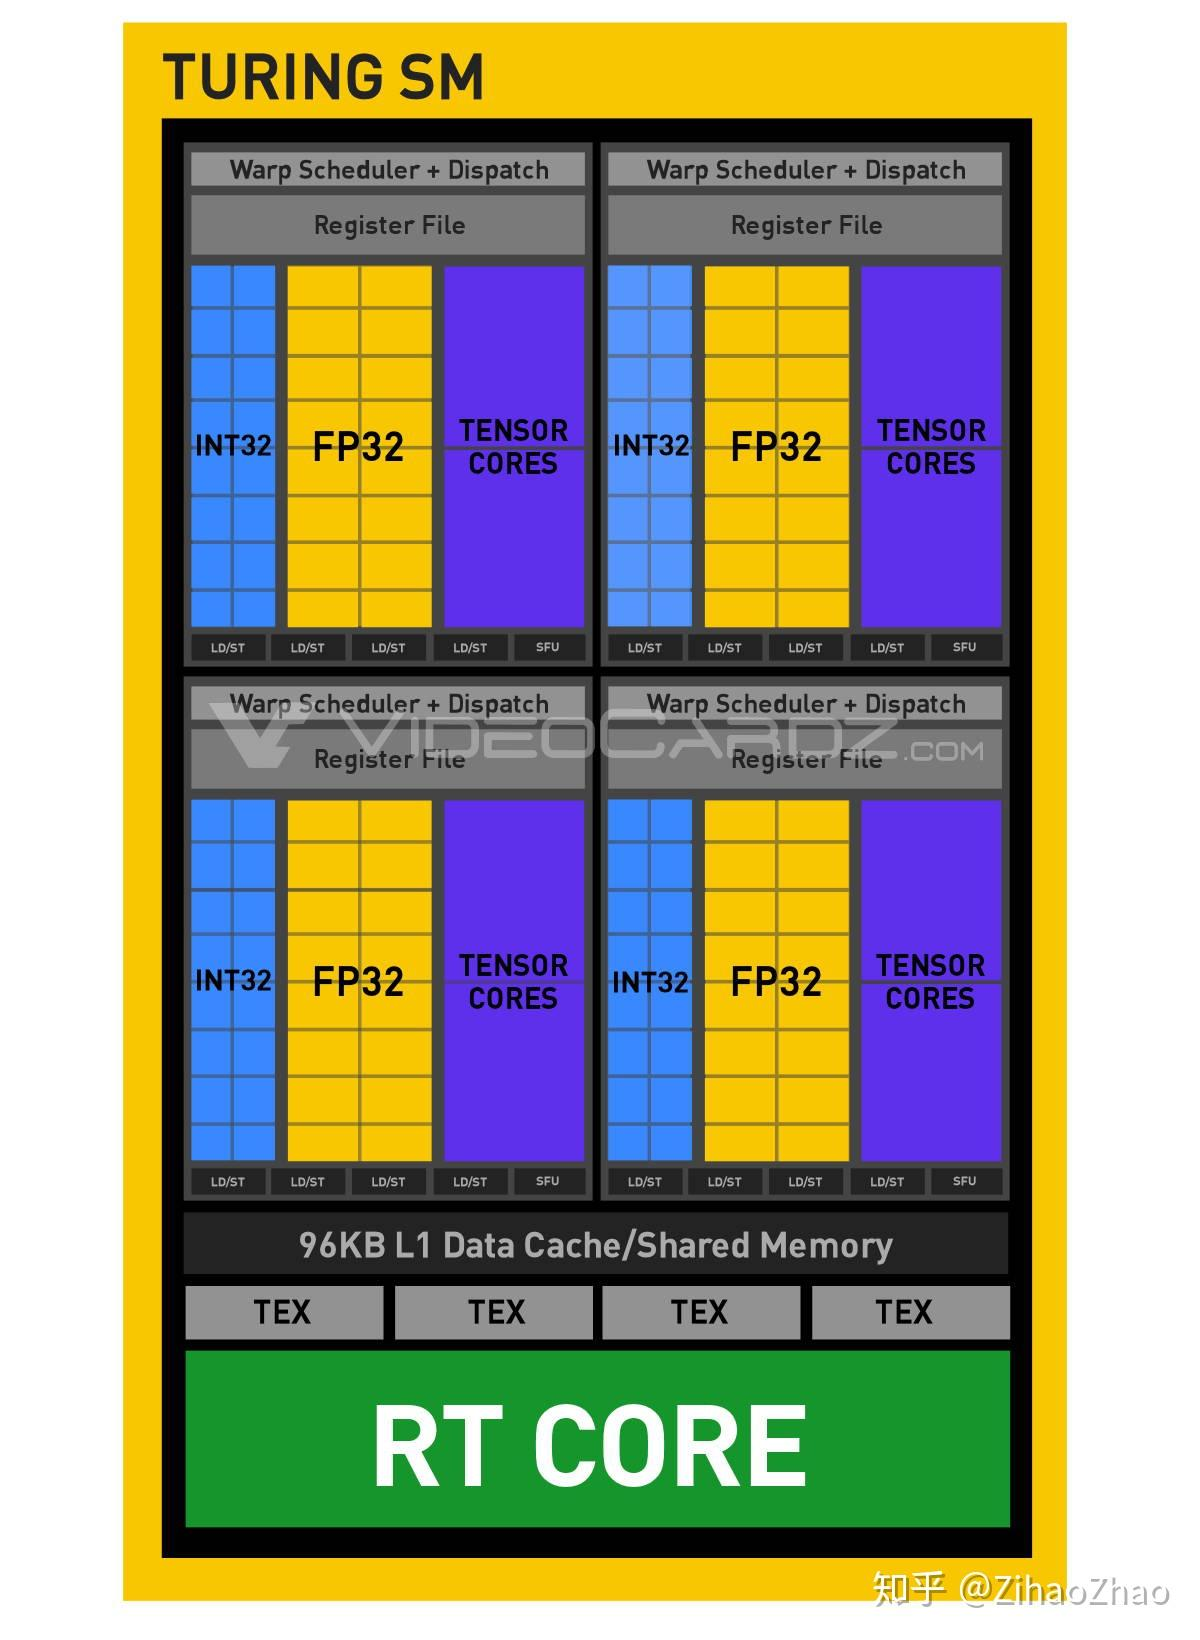 TURING SM
Warp Scheduler + Dispatch
Register File
INT32
FP32
TENSOR
CORES
LD/ST LD/ST LD/ST LD/ST SFU
Warp Scheduler + Dispatch
Register File
INT32
FP32
TENSOR
CORES
LD/ST LD/ST LD/ST LD/ST SFU
Warp Scheduler + Dispatch
Register File
INT32
FP32
TENSOR
CORES
LD/ST LD/ST LD/ST LD/ST SFU
Warp Scheduler + Dispatch
Register File
INT32
FP32
TENSOR
CORES
LD/ST LD/ST LD/ST LD/ST SFU
VIDEOCARDZ.COM
96KB L1 Data Cache/Shared Memory
TEX TEX TEX TEX
RT CORE
知乎 @ZihaoZhao